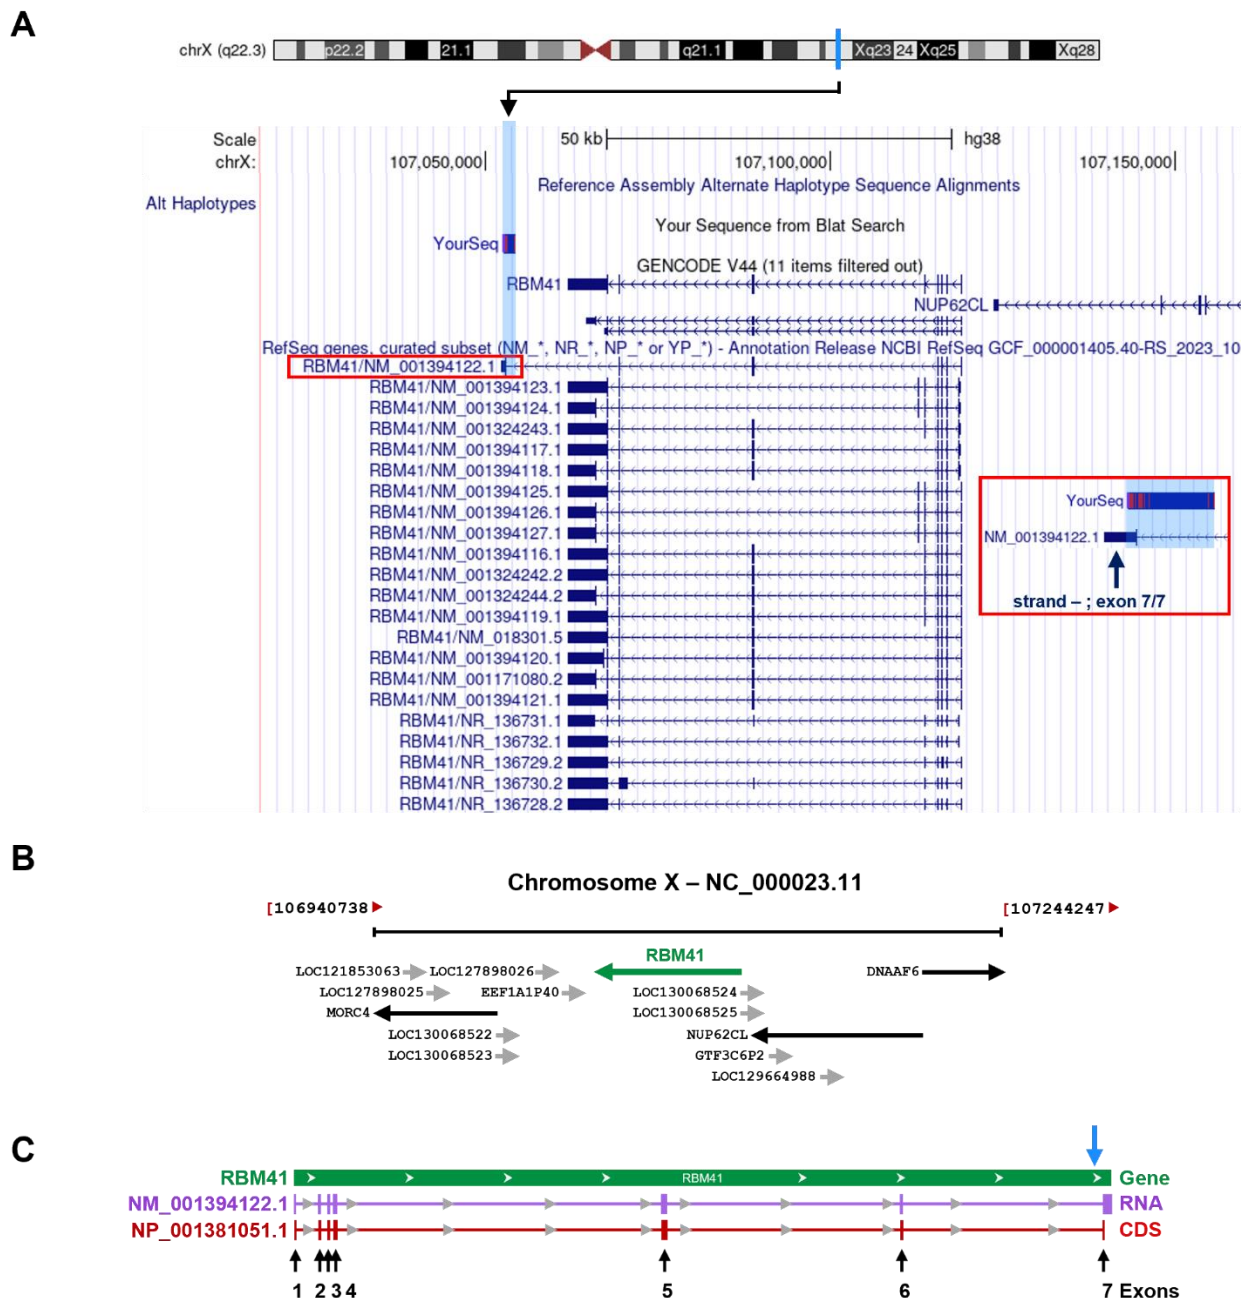 A
chrX (q22.3) p22.2 21.1 q21.1 Xq23 24 Xq25 Xq28
Scale 50 kb hg38
chrX: 107,050,000 107,100,000 107,150,000
Reference Assembly Alternate Haplotype Sequence Alignments
Alt Haplotypes
Your Sequence from Blat Search
YourSeq
GENCODE V44 (11 items filtered out)
RBM41
NUP62CL
RefSeq genes, curated subset (NM_*, NR_*, NP_* or YP_*) - Annotation Release NCBI RefSeq GCF_000001405.40-RS_2023_10
RBM41/NM_001394122.1
RBM41/NM_001394123.1
RBM41/NM_001394124.1
RBM41/NM_001324243.1
RBM41/NM_001394117.1
RBM41/NM_001394118.1
RBM41/NM_001394125.1
RBM41/NM_001394126.1
RBM41/NM_001394127.1
RBM41/NM_001394116.1
RBM41/NM_001324242.2
RBM41/NM_001324244.2
RBM41/NM_001394119.1
RBM41/NM_018301.5
RBM41/NM_001394120.1
RBM41/NM_001171080.2
RBM41/NM_001394121.1
RBM41/NR_136731.1
RBM41/NR_136732.1
RBM41/NR_136729.2
RBM41/NR_136730.2
RBM41/NR_136728.2
YourSeq
NM_001394122.1
strand – ; exon 7/7
B
Chromosome X – NC_000023.11
[106940738 [107244247
RBM41
LOC121853063 LOC127898026 DNAAF6
LOC127898025 EEF1A1P40 LOC130068524
MORC4 LOC130068525
LOC130068522 NUP62CL
LOC130068523 GTF3C6P2
LOC129664988
C
RBM41 RBM41 Gene
NM_001394122.1 RNA
NP_001381051.1 CDS
1 2 3 4 5 6 7 Exons